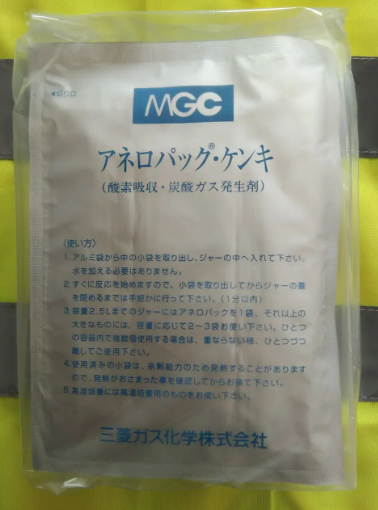 ◀切り口
MGC
アネロパック®・ケンキ
(酸素吸収・炭酸ガス発生剤)
〈使い方〉
1.アルミ袋から中の小袋を取り出し、ジャーの中へ入れて下さい。
水を加える必要はありません。
2.すぐに反応を始めますので、小袋を取り出してからジャーの蓋
を閉めるまでは手短かに行って下さい。(1分以内)
3.容量2.5Lまでのジャーにはアネロパックを1袋、それ以上の
大きなものには、容量に応じて2〜3袋お使い下さい。ひとつ
の容器内で複数個使用する場合は、重ならない様、ひとつづつ
離してご使用下さい。
4.使用済みの小袋は、余剰能力のため発熱することがあります
ので、発熱がおさまった事を確認してからお捨て下さい。
5.高温培養には高温培養用のものをお使い下さい。
三菱ガス化学株式会社